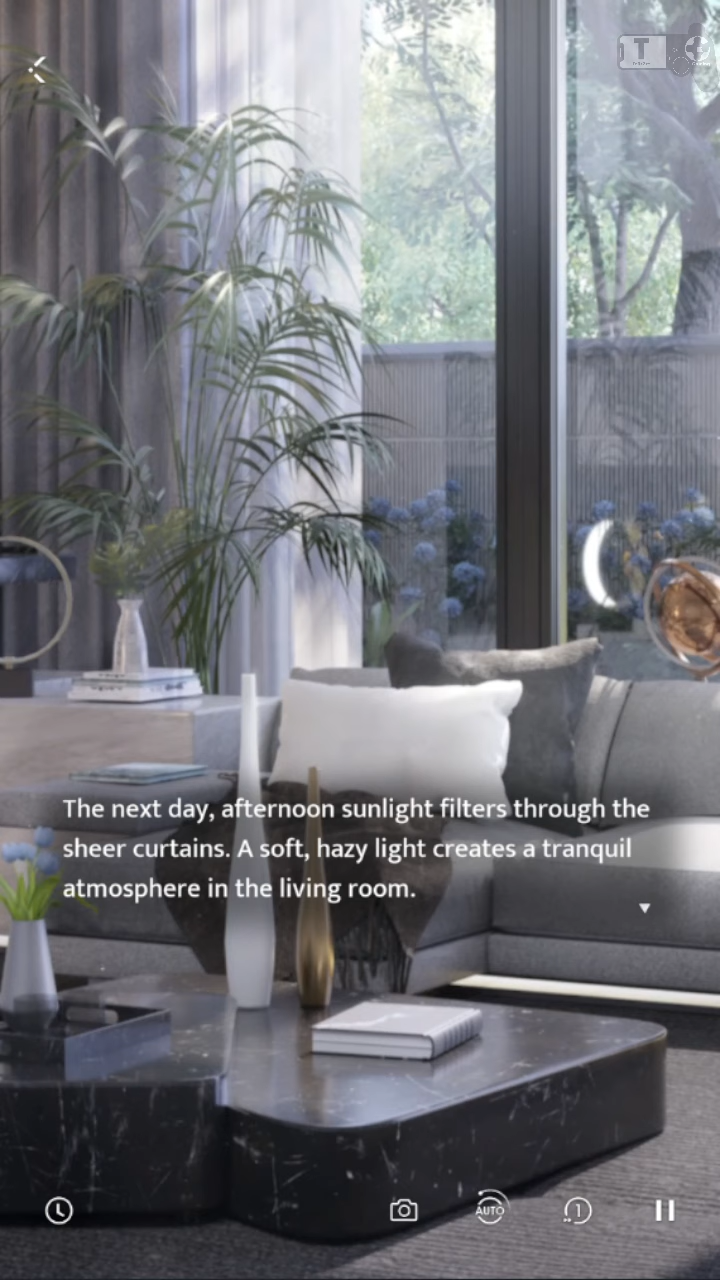 The next day, afternoon sunlight filters through the
sheer curtains. A soft, hazy light creates a tranquil
atmosphere in the living room.
AUTO
1